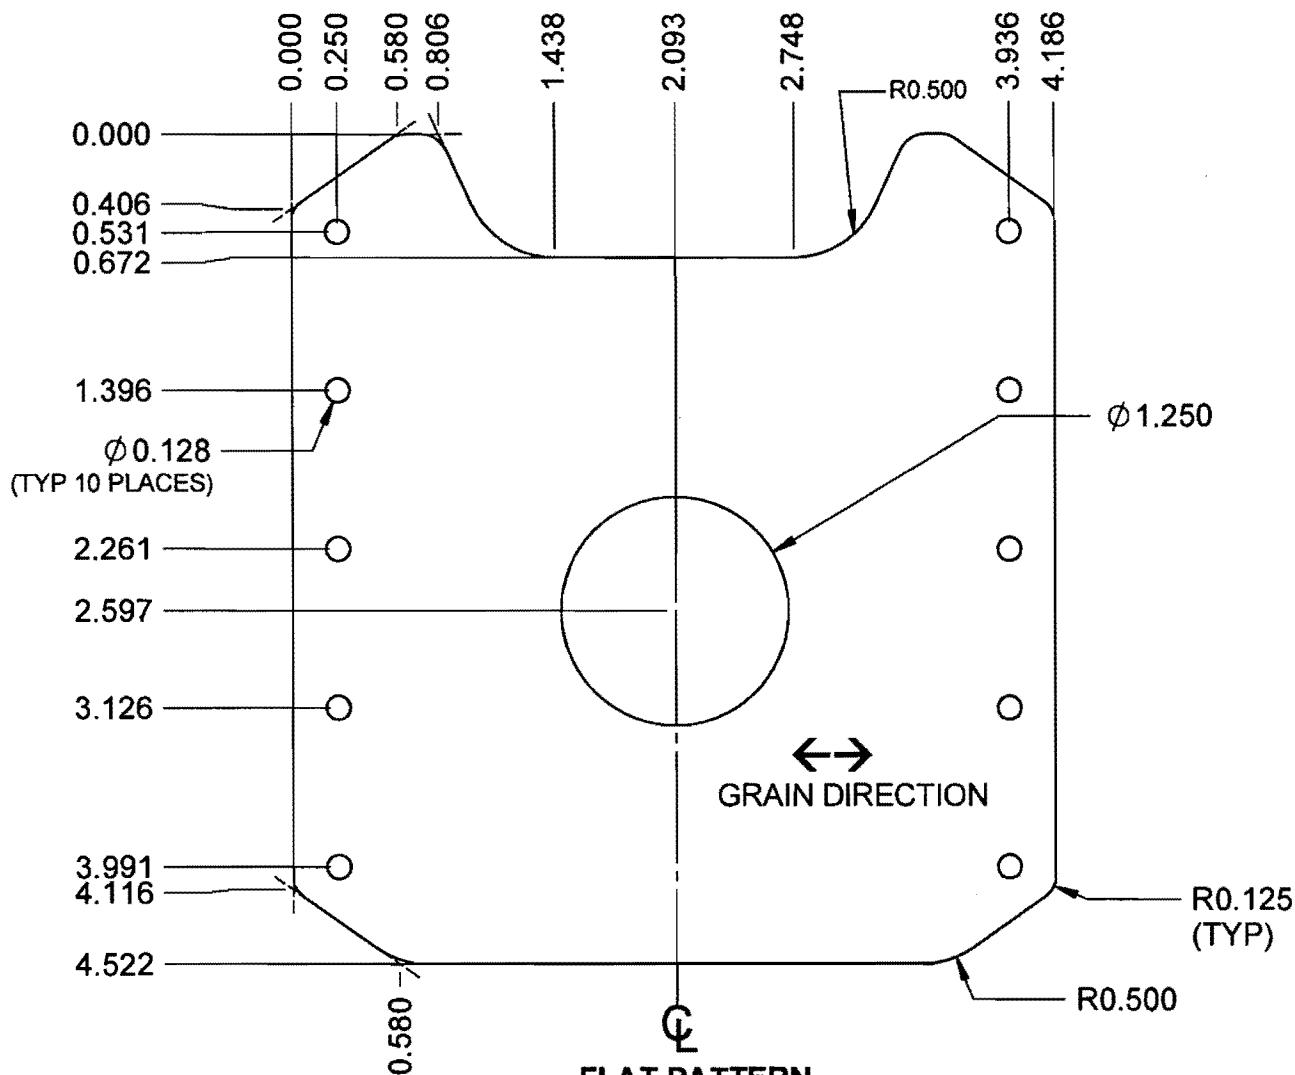 0.000
0.250
0.580
0.806
1.438
2.093
2.748
3.936
4.186
R0.500
0.000
0.406
0.531
0.672
1.396
Ø 1.250
Ø 0.128
(TYP 10 PLACES)
2.261
2.597
3.126
GRAIN DIRECTION
3.991
4.116
R0.125
(TYP)
4.522
R0.500
0.580
CL
FLAT PATTERN